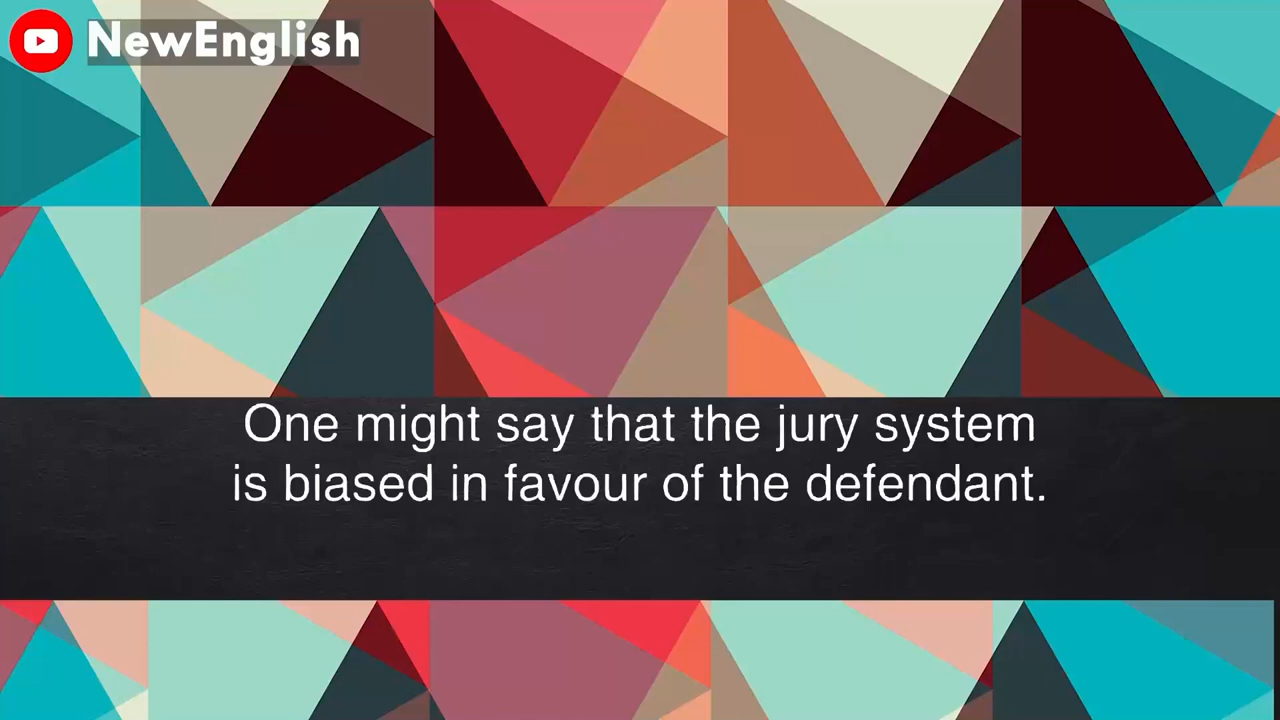 NewEnglish
One might say that the jury system
is biased in favour of the defendant.